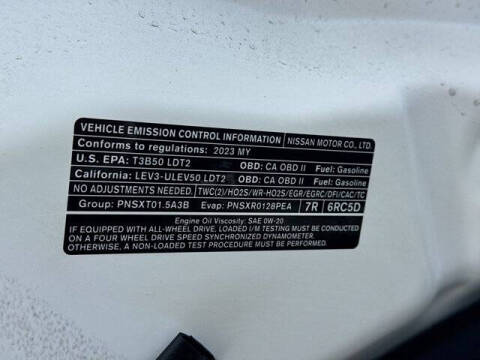 VEHICLE EMISSION CONTROL INFORMATION NISSAN MOTOR CO., LTD.
Conforms to regulations: 2023 MY
U.S. EPA: T3B50 LDT2 OBD: CA OBD II Fuel: Gasoline
California: LEV3-ULEV50 LDT2 OBD: CA OBD II Fuel: Gasoline
NO ADJUSTMENTS NEEDED. TWC(2)/HO2S/WR-HO2S/EGR/EGRC/DFI/CAC/TC
Group: PNSXT01.5A3B Evap: PNSXR0128PEA 7R 6RC5D
Engine Oil Viscosity: SAE 0W-20
IF EQUIPPED WITH ALL-WHEEL DRIVE, LOADED I/M TESTING MUST BE CONDUCTED
ON A FOUR WHEEL DRIVE SPEED SYNCHRONIZED DYNAMOMETER.
OTHERWISE, A NON-LOADED TEST PROCEDURE MUST BE PERFORMED.